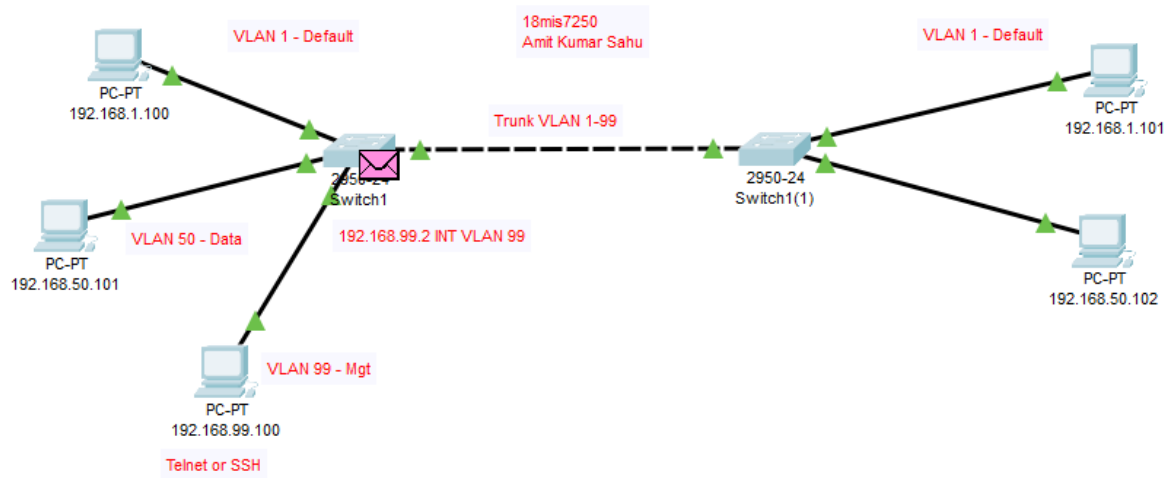 18mis7250
Amit Kumar Sahu
VLAN 1 - Default
VLAN 1 - Default
PC-PT
192.168.1.100
PC-PT
192.168.1.101
Trunk VLAN 1-99
2950-24
Switch1
2950-24
Switch1(1)
VLAN 50 - Data
192.168.99.2 INT VLAN 99
PC-PT
192.168.50.101
PC-PT
192.168.50.102
VLAN 99 - Mgt
PC-PT
192.168.99.100
Telnet or SSH